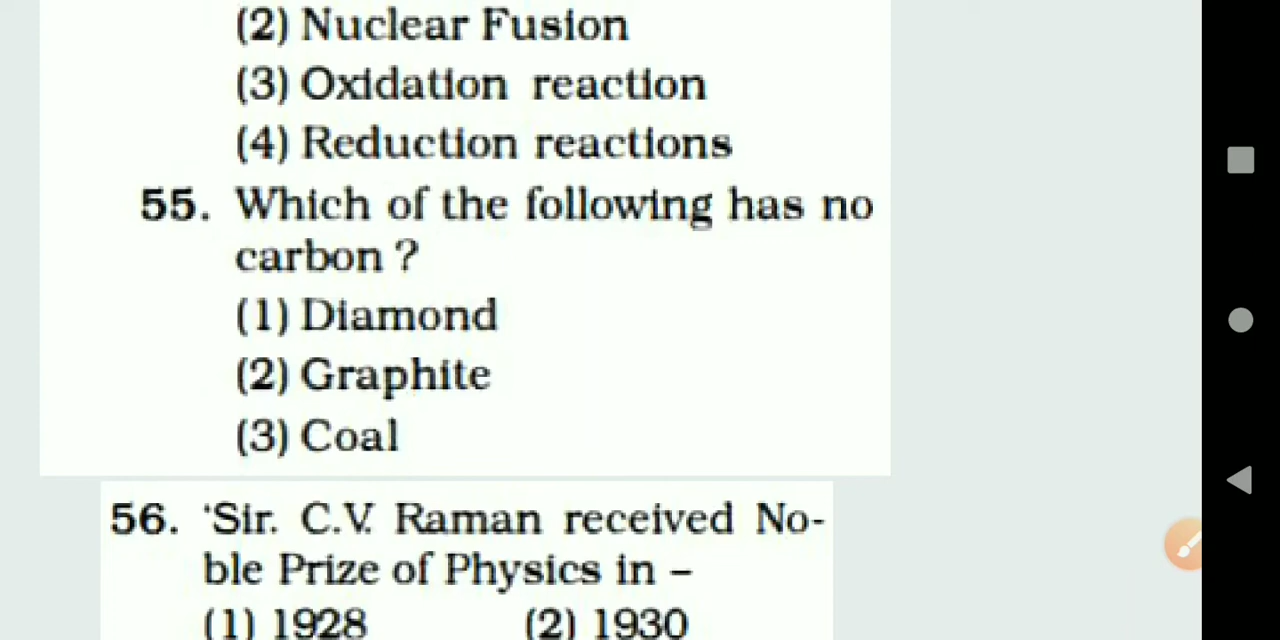 (2) Nuclear Fusion
(3) Oxidation reaction
(4) Reduction reactions
55. Which of the following has no
carbon ?
(1) Diamond
(2) Graphite
(3) Coal
56. 'Sir. C.V. Raman received No-
ble Prize of Physics in –
(1) 1928 (2) 1930